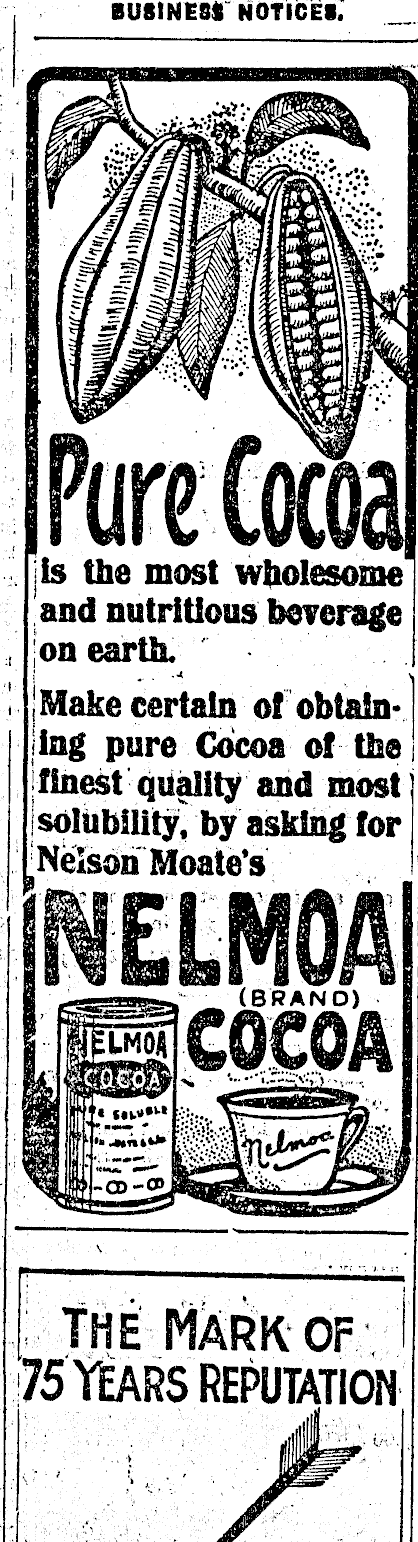 BUSINESS NOTICES.
Pure Cocoa
is the most wholesome
and nutritious beverage
on earth.
Make certain of obtain-
ing pure Cocoa of the
finest quality and most
solubility, by asking for
Nelson Moate's
NELMOA
(BRAND)
COCOA
NELMOA
COCOA
PURE SOLUBLE
Nelmoa
THE MARK OF
75 YEARS REPUTATION